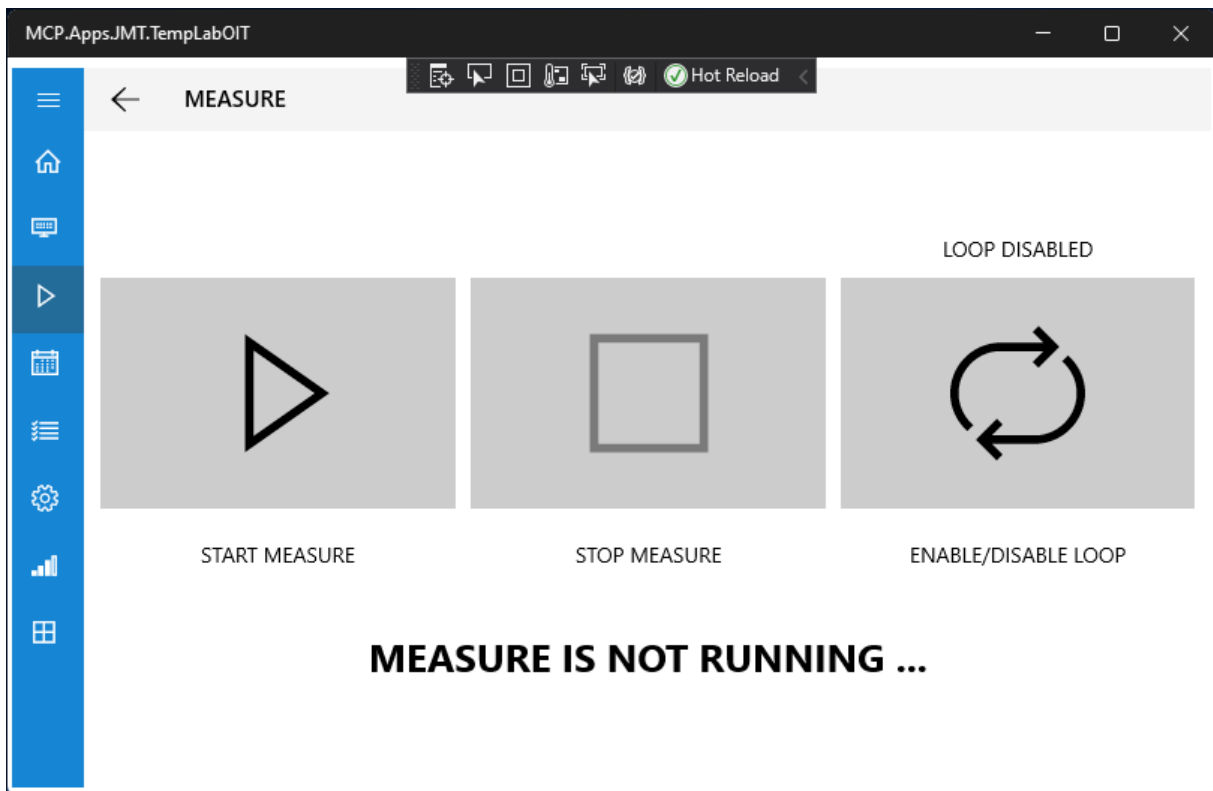 MCP.Apps.JMT.TempLabOIT
Hot Reload
MEASURE
LOOP DISABLED
START MEASURE
STOP MEASURE
ENABLE/DISABLE LOOP
MEASURE IS NOT RUNNING ...